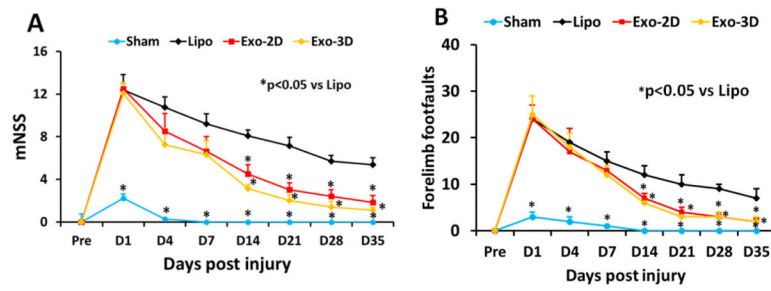 A
Sham Lipo Exo-2D Exo-3D
16
12
8
4
0
mNSS
*p<0.05 vs Lipo
* * * * * * *
* * * *
* * * *
Pre D1 D4 D7 D14 D21 D28 D35
Days post injury
B
Sham Lipo Exo-2D Exo-3D
40
30
20
10
0
Forelimb footfaults
*p<0.05 vs Lipo
* * * * * * *
* * * *
* * * *
Pre D1 D4 D7 D14 D21 D28 D35
Days post injury